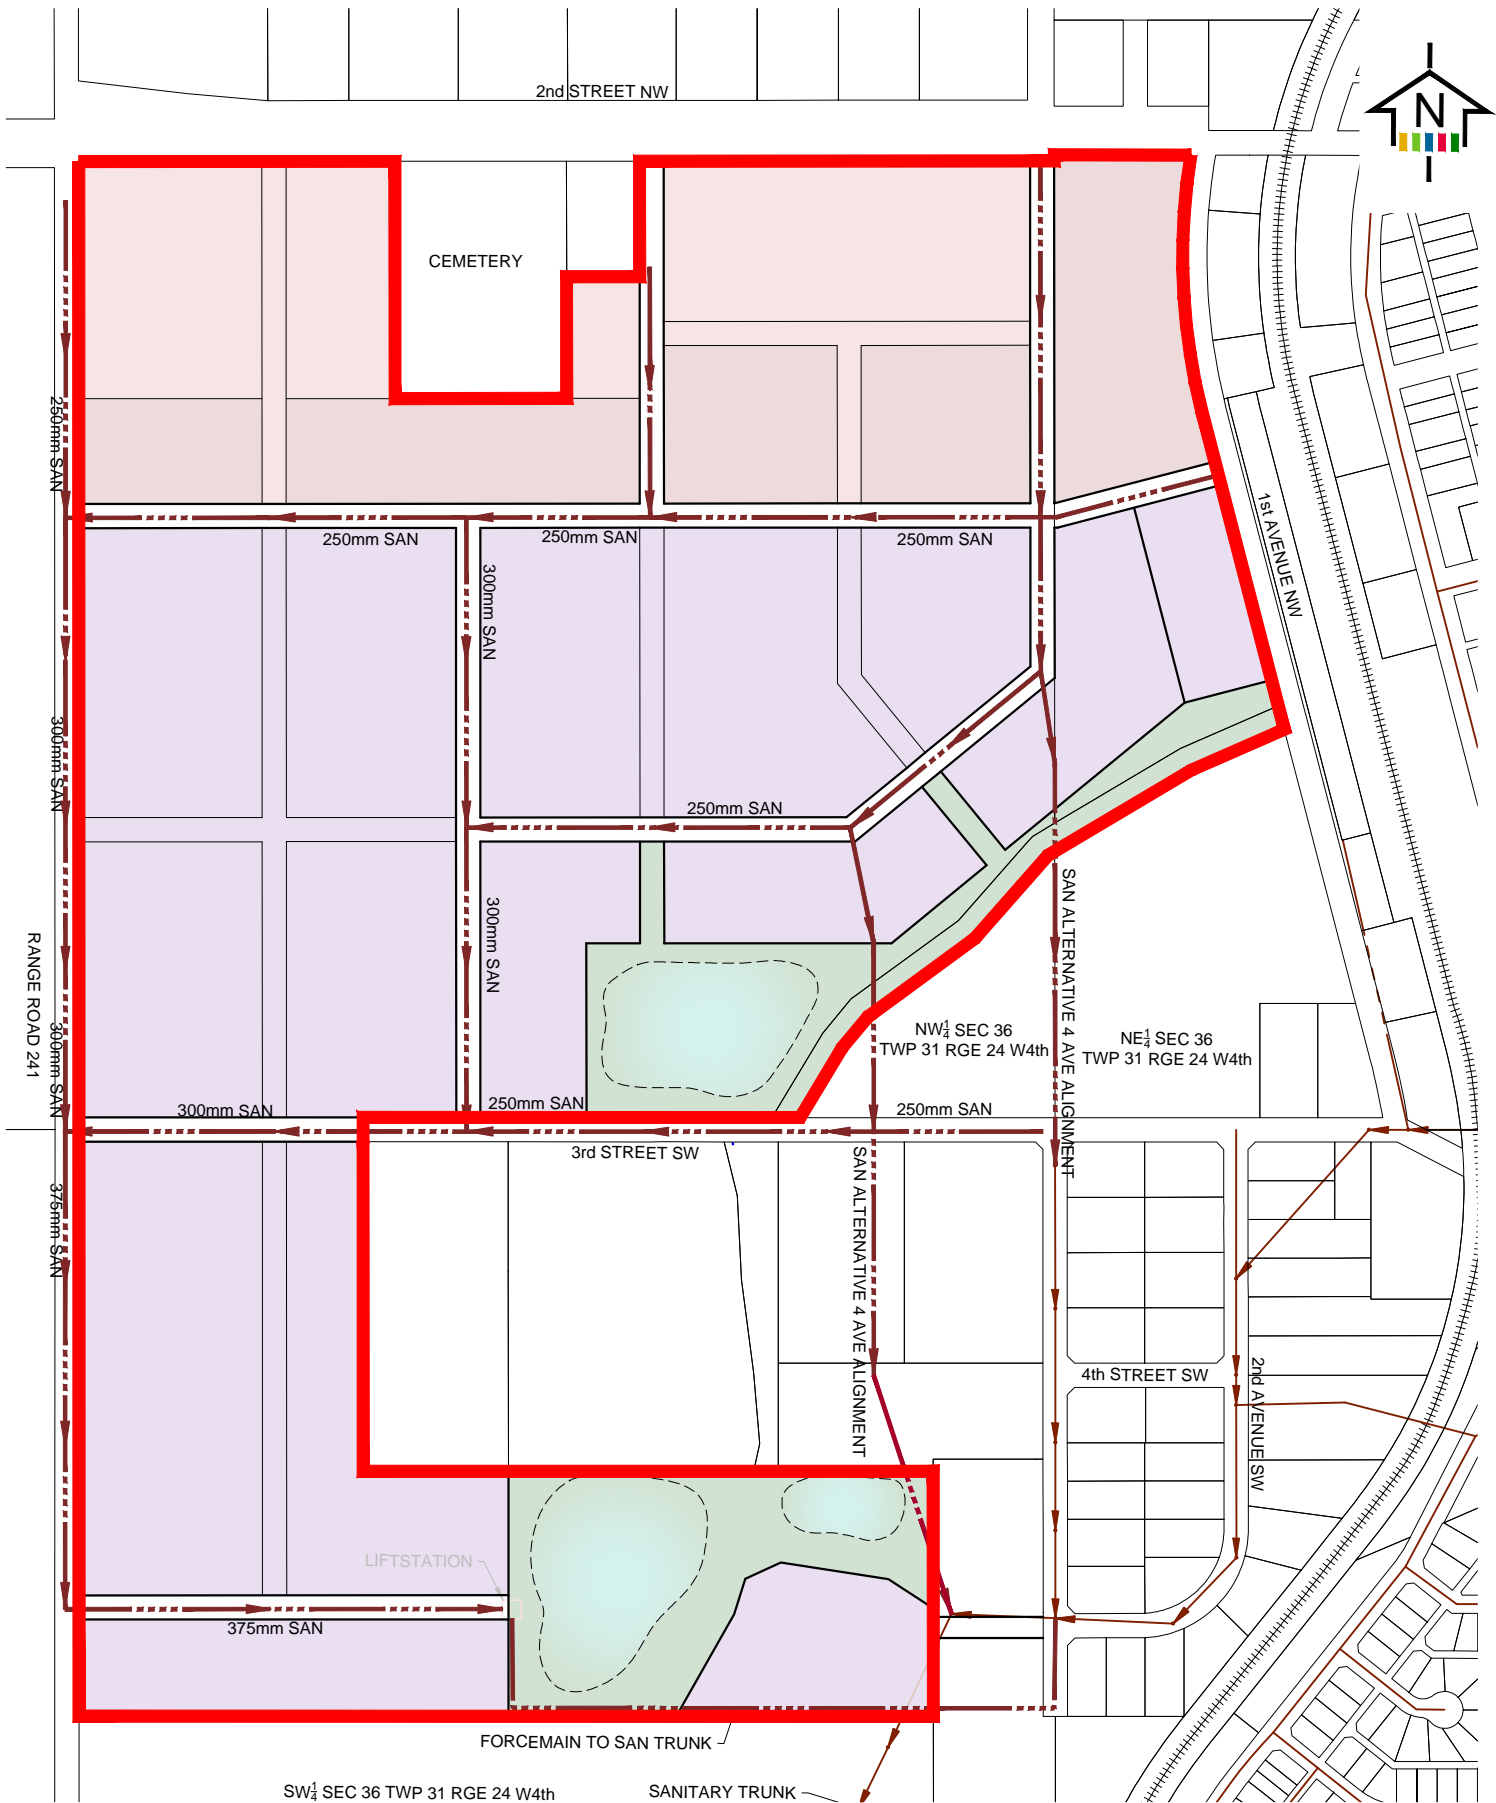 2nd STREET NW
N
CEMETERY
250mm SAN
1st AVENUE NW
250mm SAN
250mm SAN
250mm SAN
300mm SAN
300mm SAN
250mm SAN
SAN ALTERNATIVE 4 AVE ALIGNMENT
300mm SAN
RANGE ROAD 241
NW¼ SEC 36
TWP 31 RGE 24 W4th
NE¼ SEC 36
TWP 31 RGE 24 W4th
300mm SAN
300mm SAN
250mm SAN
250mm SAN
3rd STREET SW
SAN ALTERNATIVE 4 AVE ALIGNMENT
375mm SAN
4th STREET SW
2nd AVENUE SW
LIFTSTATION
375mm SAN
FORCEMAIN TO SAN TRUNK
SW¼ SEC 36 TWP 31 RGE 24 W4th
SANITARY TRUNK